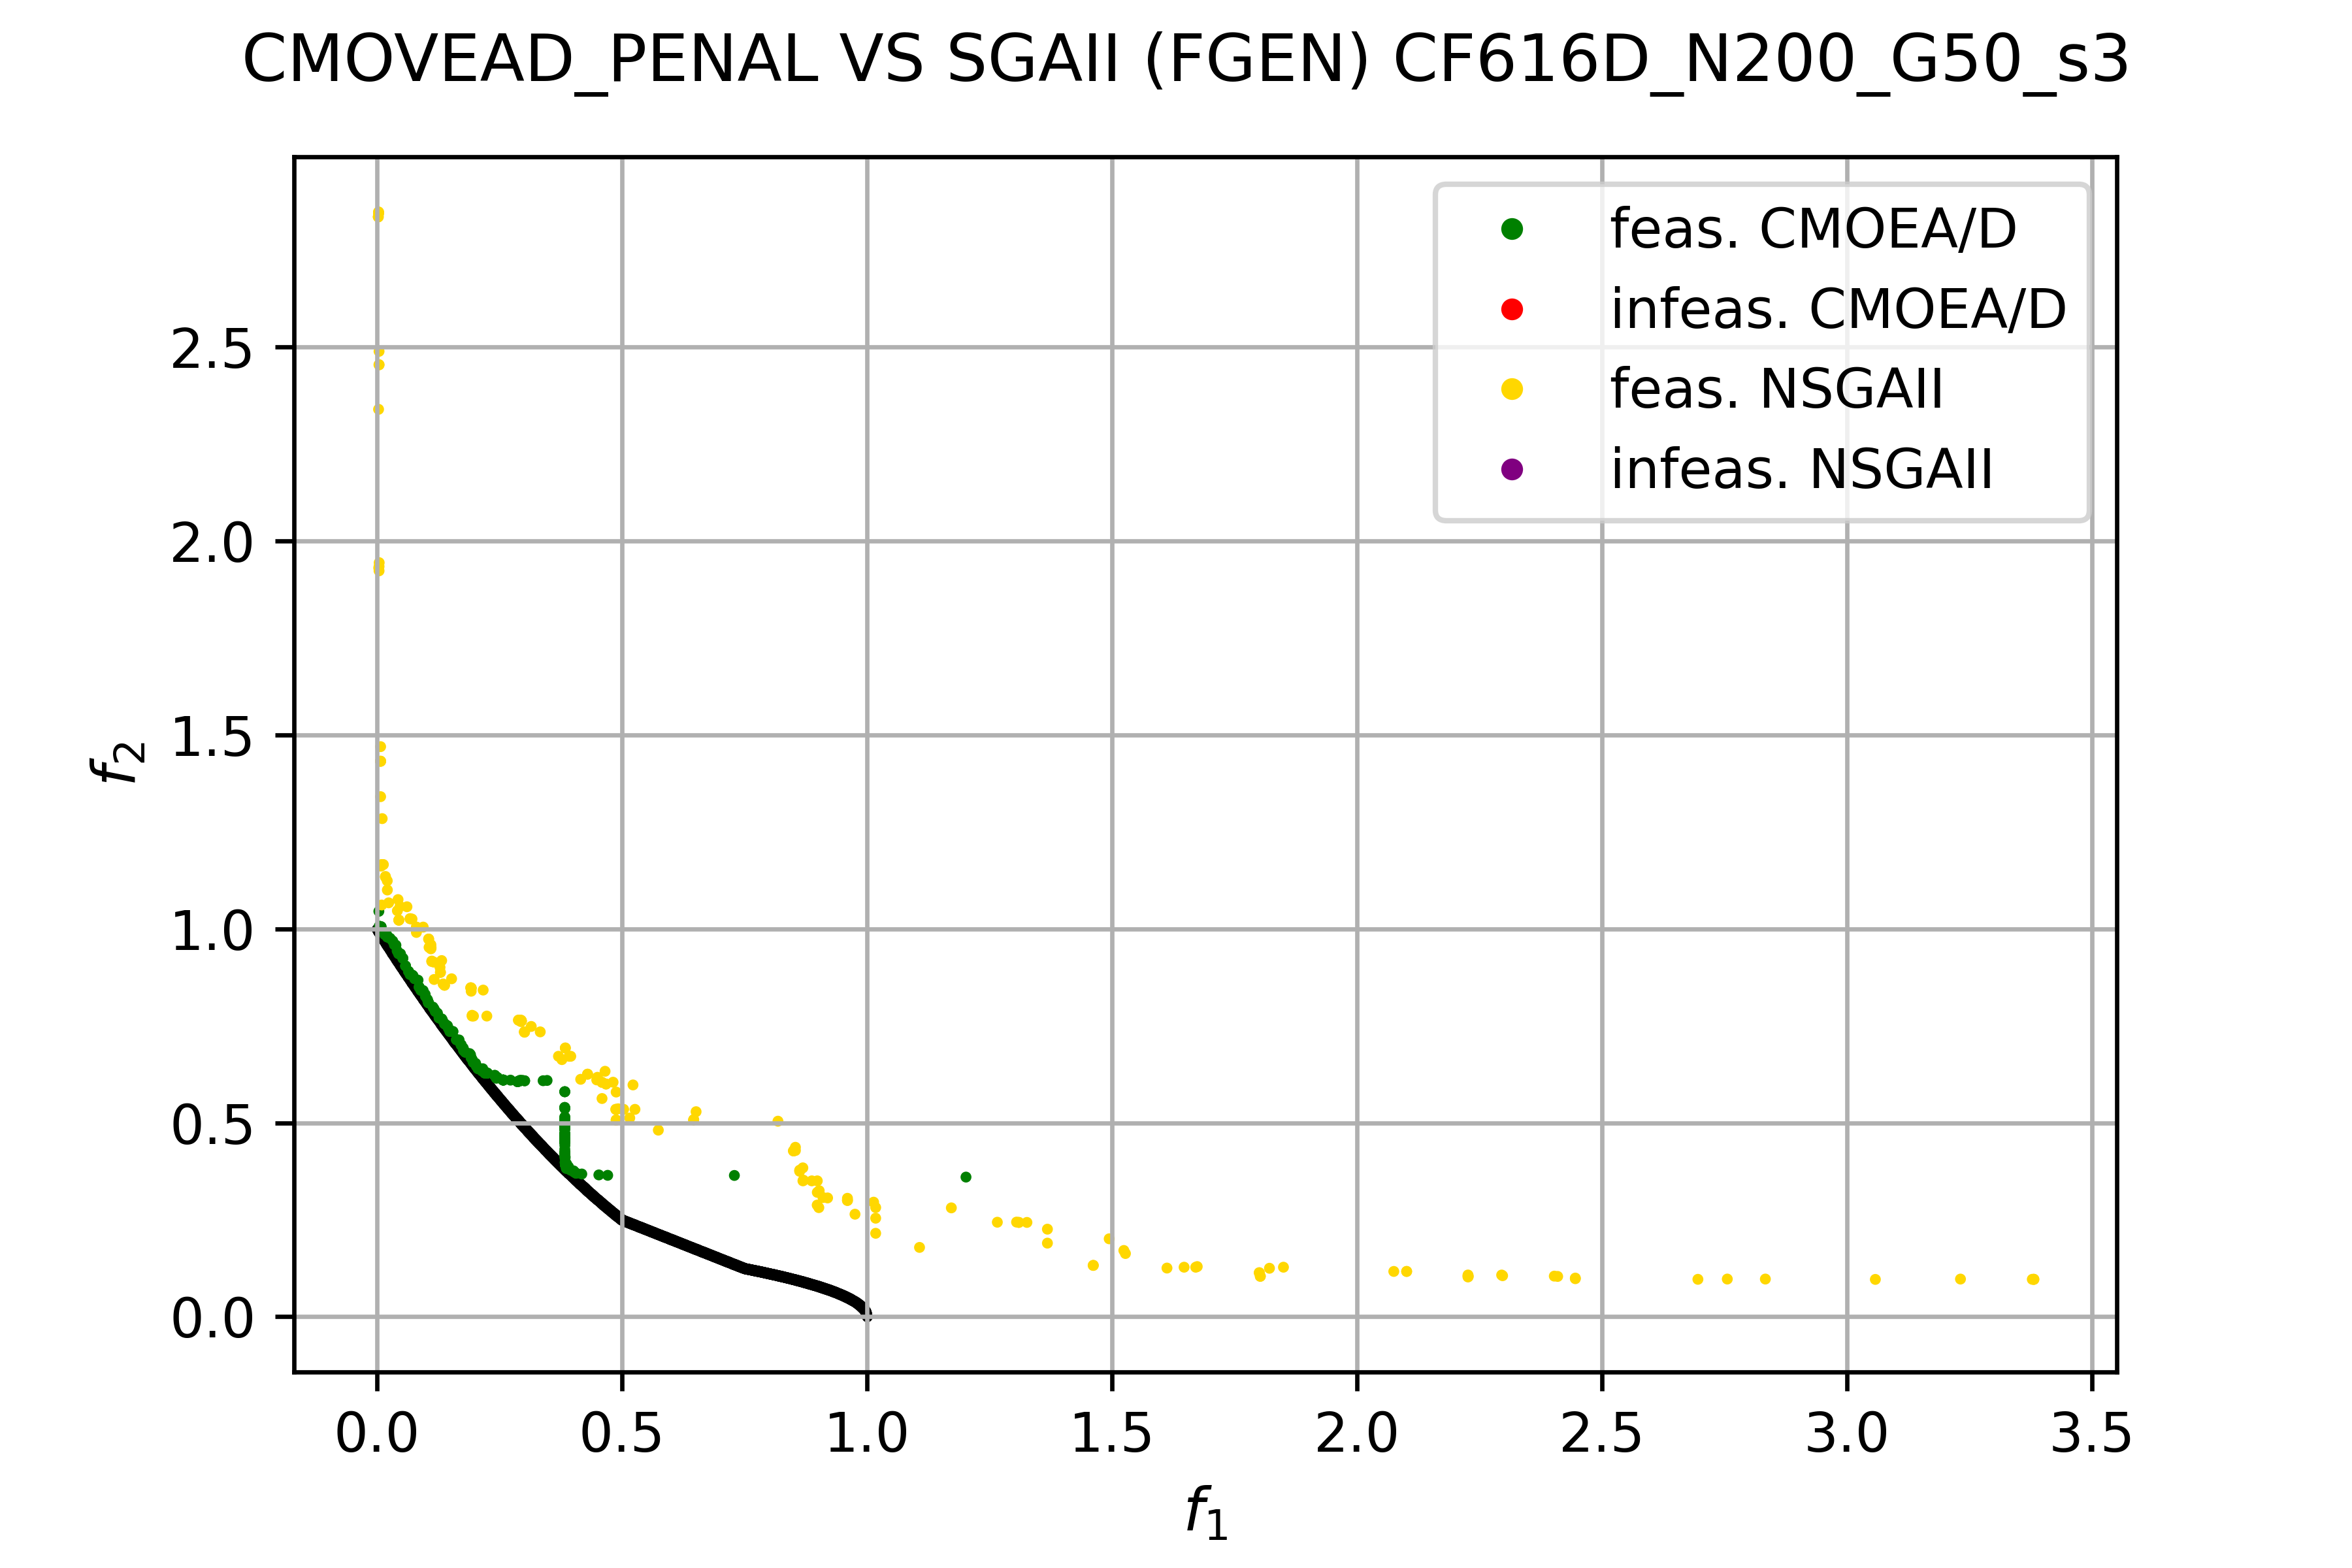 CMOVEAD_PENAL VS SGAII (FGEN) CF616D_N200_G50_s3
feas. CMOEA/D
infeas. CMOEA/D
feas. NSGAII
infeas. NSGAII
2.5
2.0
1.5
1.0
0.5
0.0
f2
0.0 0.5 1.0 1.5 2.0 2.5 3.0 3.5
f1